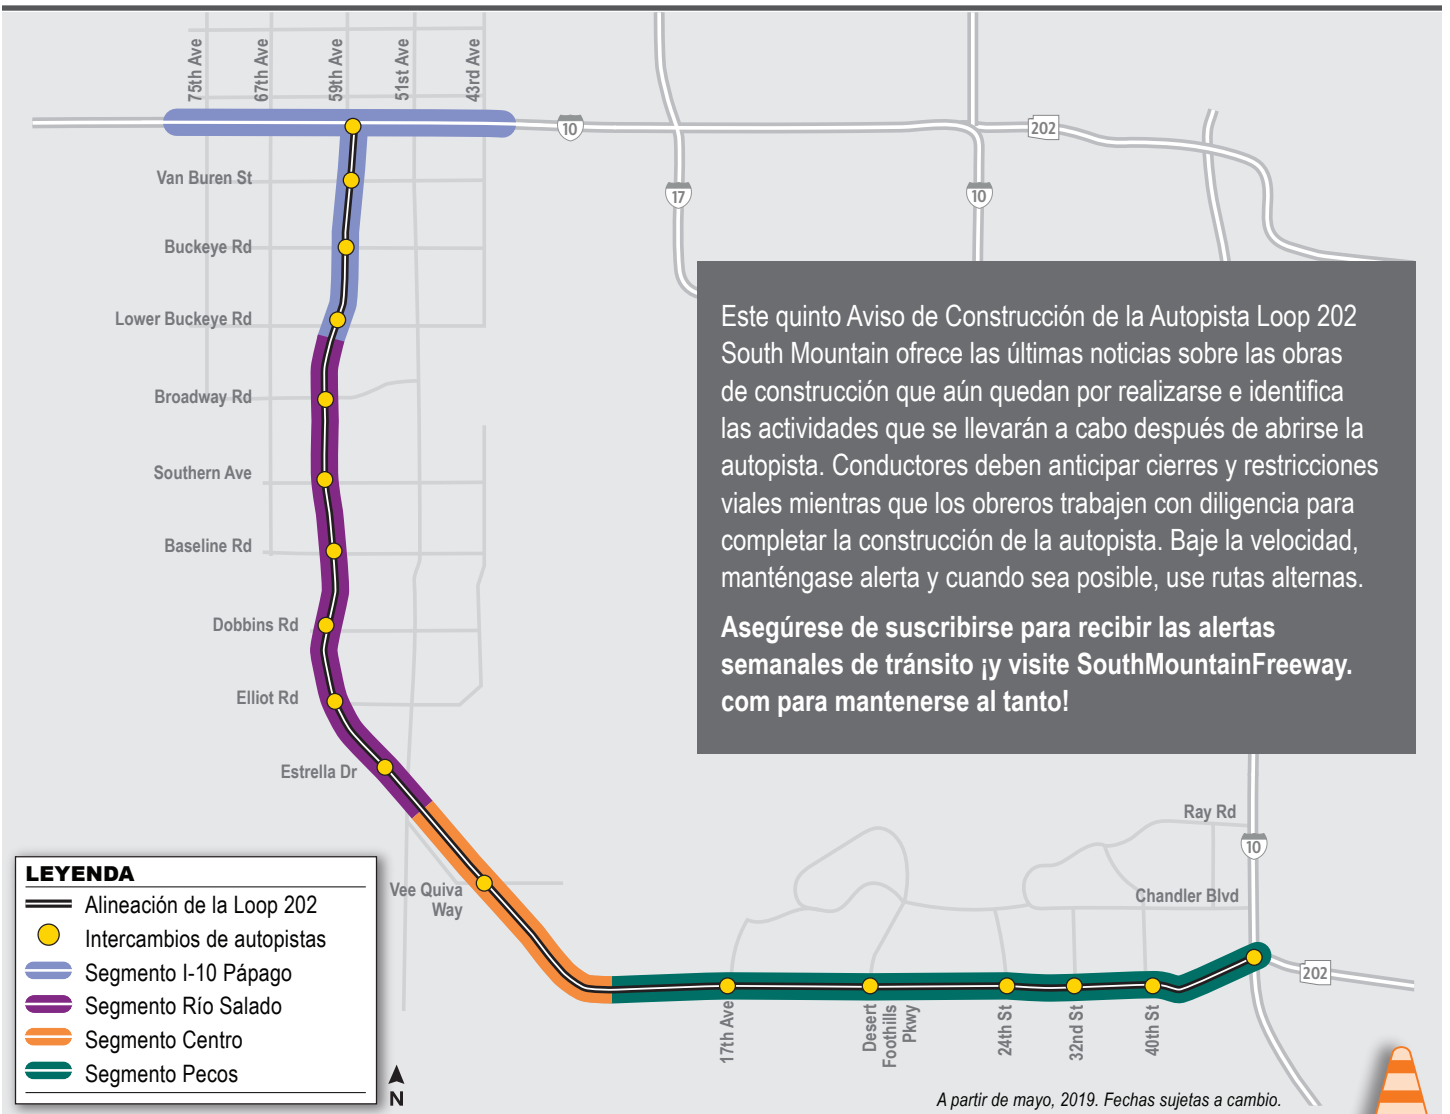 75th Ave
67th Ave
59th Ave
51st Ave
43rd Ave
10
202
17
10
Van Buren St
Buckeye Rd
Lower Buckeye Rd
Broadway Rd
Southern Ave
Baseline Rd
Dobbins Rd
Elliot Rd
Estrella Dr
Este quinto Aviso de Construcción de la Autopista Loop 202
South Mountain ofrece las últimas noticias sobre las obras
de construcción que aún quedan por realizarse e identifica
las actividades que se llevarán a cabo después de abrirse la
autopista. Conductores deben anticipar cierres y restricciones
viales mientras que los obreros trabajen con diligencia para
completar la construcción de la autopista. Baje la velocidad,
manténgase alerta y cuando sea posible, use rutas alternas.
Asegúrese de suscribirse para recibir las alertas
semanales de tránsito ¡y visite SouthMountainFreeway.
com para mantenerse al tanto!
Ray Rd
10
Chandler Blvd
Vee Quiva
Way
202
17th Ave
Desert
Foothills
Pkwy
24th St
32nd St
40th St
LEYENDA
Alineación de la Loop 202
Intercambios de autopistas
Segmento I-10 Pápago
Segmento Río Salado
Segmento Centro
Segmento Pecos
N
A partir de mayo, 2019. Fechas sujetas a cambio.